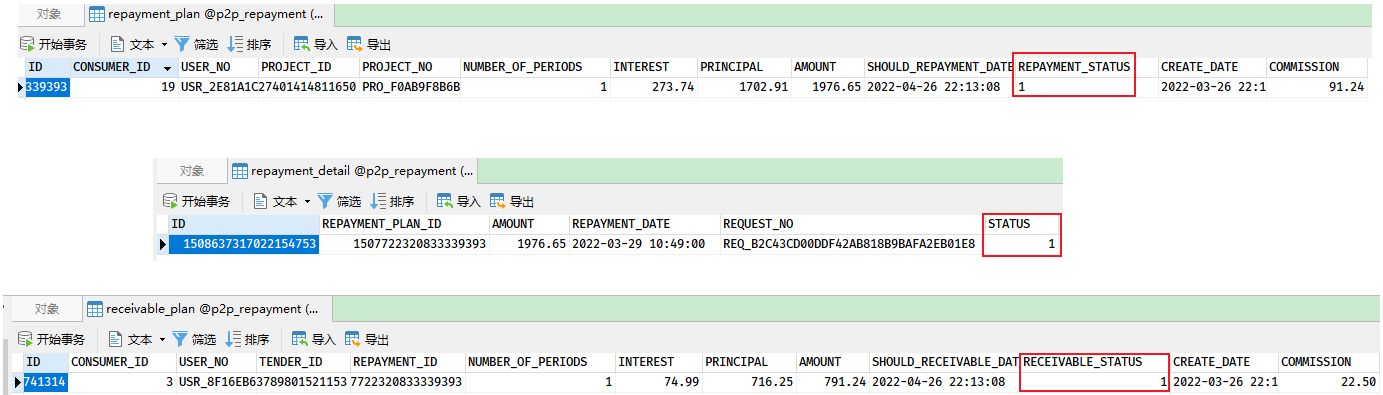 对象 repayment_plan @p2p_repayment (...
开始事务 文本 筛选 排序 导入 导出
ID CONSUMER_ID USER_NO PROJECT_ID PROJECT_NO NUMBER_OF_PERIODS INTEREST PRINCIPAL AMOUNT SHOULD_REPAYMENT_DATE REPAYMENT_STATUS CREATE_DATE COMMISSION
339393 19 USR_2E81A1C 27401414811650 PRO_F0AB9F8B6B 1 273.74 1702.91 1976.65 2022-04-26 22:13:08 1 2022-03-26 22:1 91.24
对象 repayment_detail @p2p_repayment (...
开始事务 文本 筛选 排序 导入 导出
ID REPAYMENT_PLAN_ID AMOUNT REPAYMENT_DATE REQUEST_NO STATUS
1508637317022154753 1507722320833339393 1976.65 2022-03-29 10:49:00 REQ_B2C43CD00DDF42AB818B9BAFA2EB01E8 1
对象 receivable_plan @p2p_repayment (...
开始事务 文本 筛选 排序 导入 导出
ID CONSUMER_ID USER_NO TENDER_ID REPAYMENT_ID NUMBER_OF_PERIODS INTEREST PRINCIPAL AMOUNT SHOULD_RECEIVABLE_DAT RECEIVABLE_STATUS CREATE_DATE COMMISSION
741314 3 USR_8F16EB6 3789801521153 7722320833339393 1 74.99 716.25 791.24 2022-04-26 22:13:08 1 2022-03-26 22:1 22.50